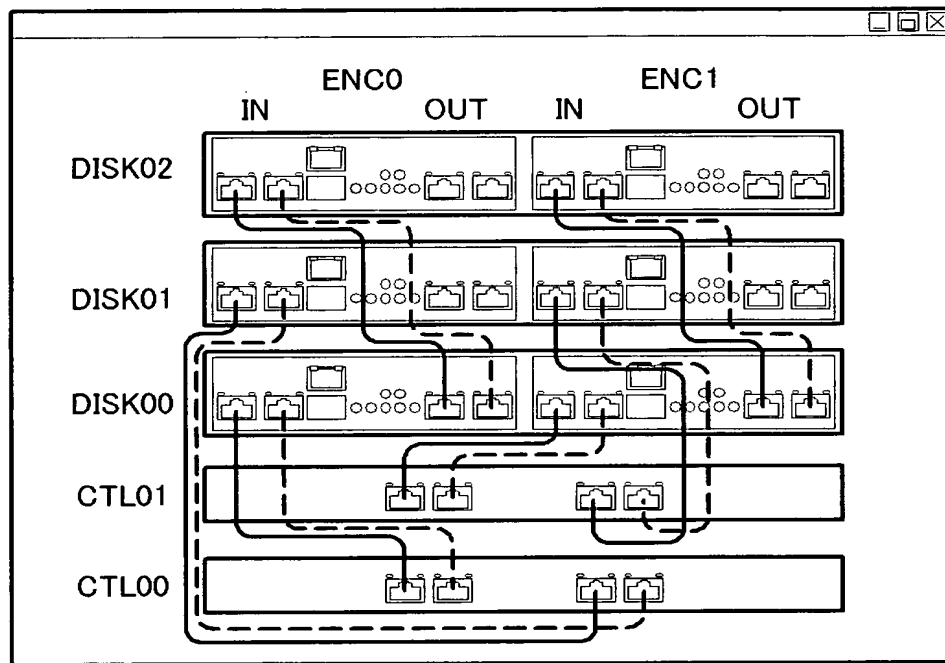 ENC0 ENC1
IN OUT IN OUT
DISK02
DISK01
DISK00
CTL01
CTL00